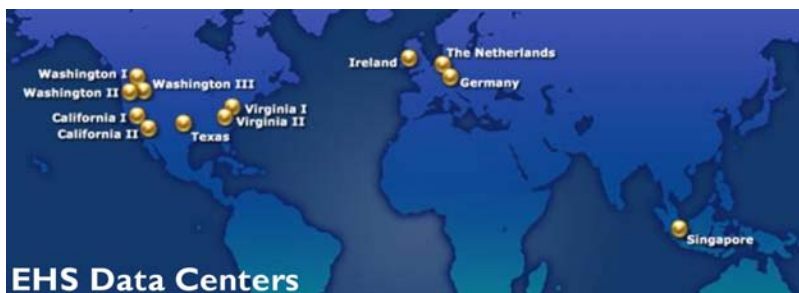 Washington I
Washington II
Washington III
California I
California II
Texas
Virginia I
Virginia II
Ireland
The Netherlands
Germany
Singapore
EHS Data Centers